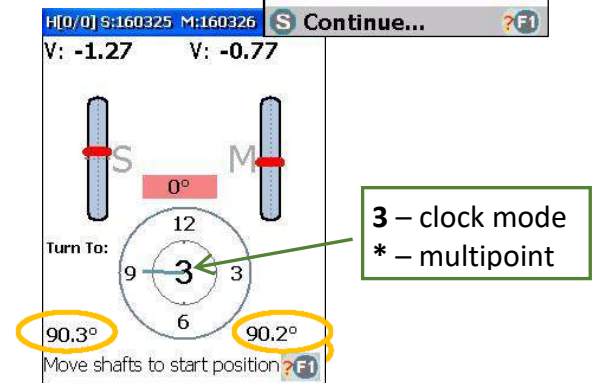 H[0/0] S:160325 M:160326
S Continue... ?F1
V: -1.27 V: -0.77
S M
0°
12
Turn To:
9 3 3
6
90.3° 90.2°
Move shafts to start position ?F1
3 – clock mode
* – multipoint